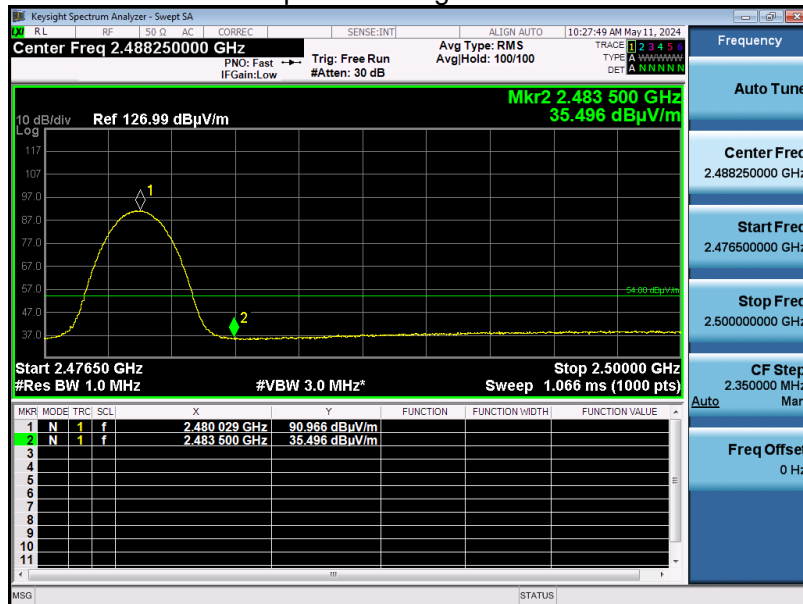 Keysight Spectrum Analyzer - Swept SA
RL RF 50 Ω AC CORREC SENSE:INT ALIGN AUTO 10:27:49 AM May 11, 2024
Center Freq 2.488250000 GHz
PNO: Fast
IFGain:Low
Trig: Free Run
#Atten: 30 dB
Avg Type: RMS
Avg|Hold: 100/100
TRACE 1 2 3 4 5 6
TYPE A WWWWW
DET A N N N N N
Mkr2 2.483 500 GHz
35.496 dBµV/m
10 dB/div Ref 126.99 dBµV/m
Log
117
107
97.0
87.0
77.0
67.0
57.0
47.0
37.0
1
2
54.00 dBµV/m
Start 2.47650 GHz Stop 2.50000 GHz
#Res BW 1.0 MHz #VBW 3.0 MHz* Sweep 1.066 ms (1000 pts)
MKR MODE TRC SCL X Y FUNCTION FUNCTION WIDTH FUNCTION VALUE
1 N 1 f 2.480 029 GHz 90.966 dBµV/m
2 N 1 f 2.483 500 GHz 35.496 dBµV/m
3
4
5
6
7
8
9
10
11
MSG STATUS
Frequency
Auto Tune
Center Freq
2.488250000 GHz
Start Freq
2.476500000 GHz
Stop Freq
2.500000000 GHz
CF Step
2.350000 MHz
Auto Man
Freq Offset
0 Hz